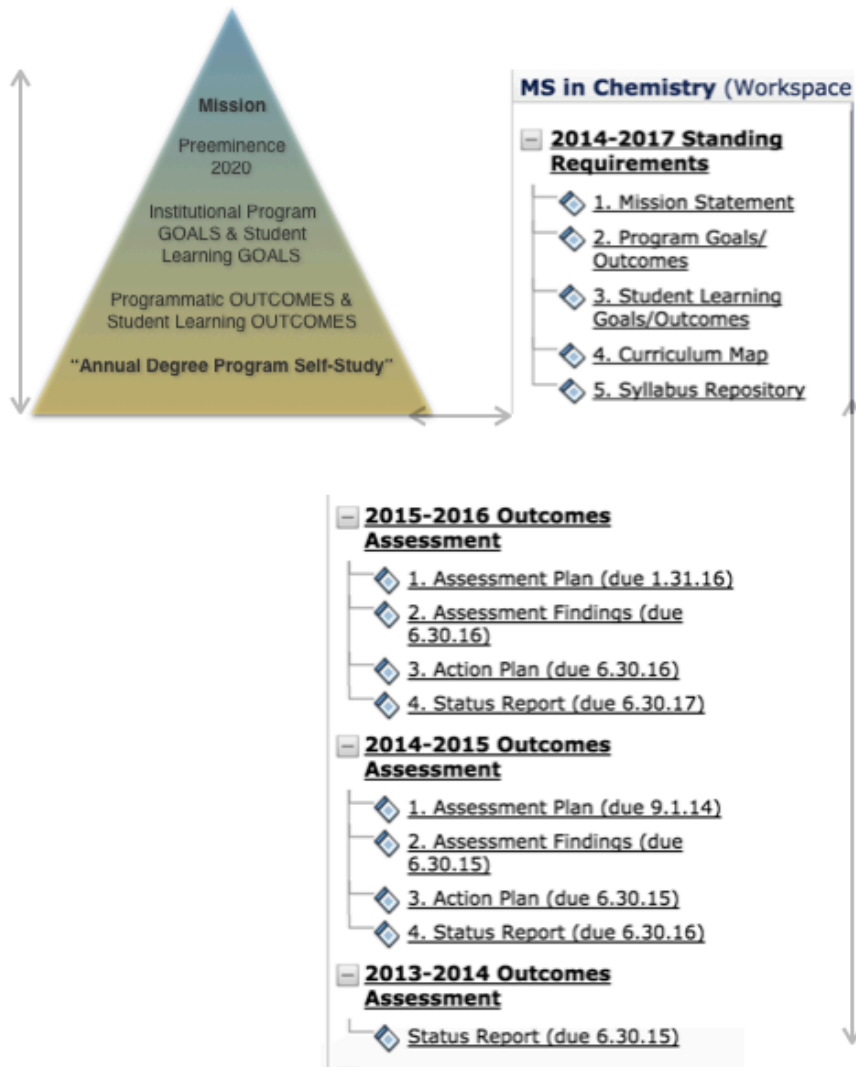 Mission
Preeminence
2020
Institutional Program
GOALS & Student
Learning GOALS
Programmatic OUTCOMES &
Student Learning OUTCOMES
“Annual Degree Program Self-Study”
MS in Chemistry (Workspace
2014-2017 Standing
Requirements
1. Mission Statement
2. Program Goals/
Outcomes
3. Student Learning
Goals/Outcomes
4. Curriculum Map
5. Syllabus Repository
2015-2016 Outcomes
Assessment
1. Assessment Plan (due 1.31.16)
2. Assessment Findings (due
6.30.16)
3. Action Plan (due 6.30.16)
4. Status Report (due 6.30.17)
2014-2015 Outcomes
Assessment
1. Assessment Plan (due 9.1.14)
2. Assessment Findings (due
6.30.15)
3. Action Plan (due 6.30.15)
4. Status Report (due 6.30.16)
2013-2014 Outcomes
Assessment
Status Report (due 6.30.15)